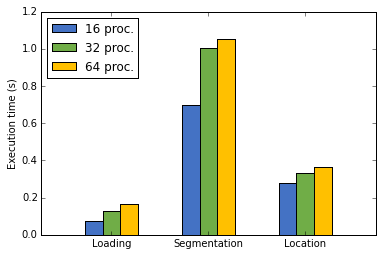 1.2
1.0
0.8
0.6
0.4
0.2
0.0
Execution time (s)
16 proc.
32 proc.
64 proc.
Loading
Segmentation
Location